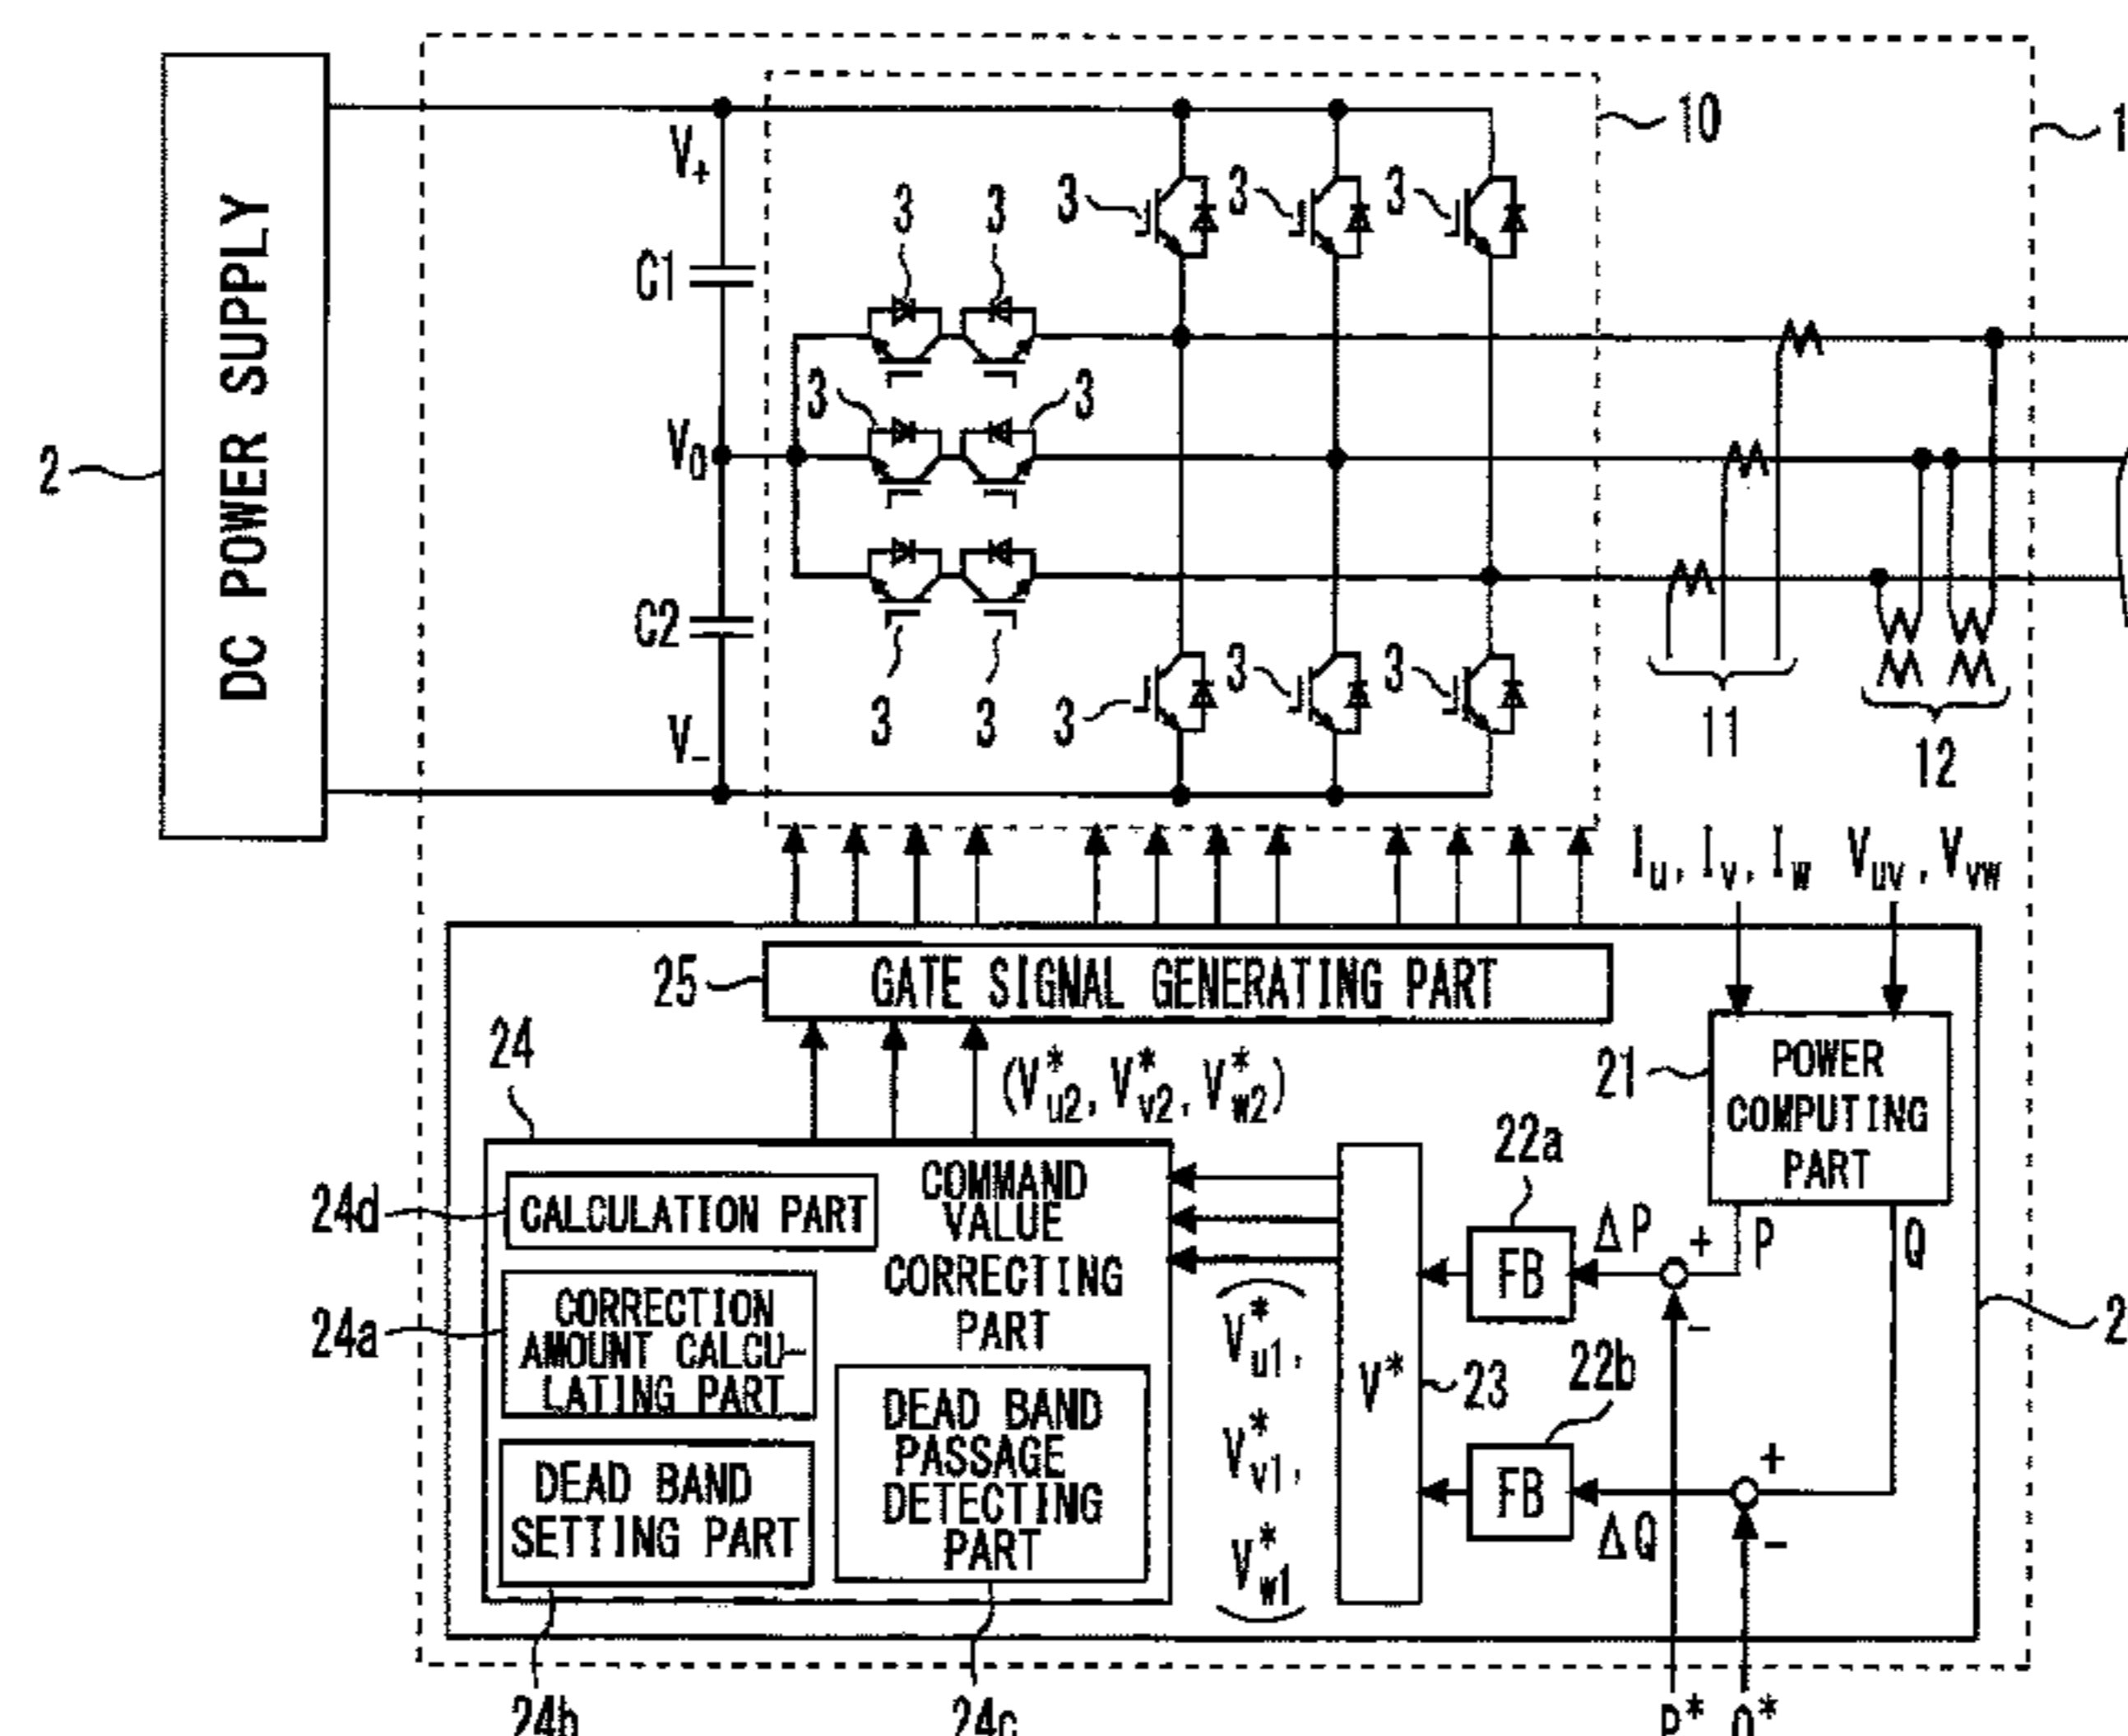 10
1
V+
3 3 3 3 3
DC POWER SUPPLY
C1
3 3
2
V0
C2
3 3
3 3 3
V-
11
12
Iu, Iv, Iw Vuv, Vvw
25
GATE SIGNAL GENERATING PART
24
(V*u2, V*v2, V*w2)
21
POWER
COMPUTING
PART
22a
24d
CALCULATION PART
COMMAND
VALUE
CORRECTING
PART
FB
ΔP
+
-
P
Q
24a
CORRECTION
AMOUNT CALCU-
LATING PART
(V*u1,
V*v1,
V*w1)
V*
23
22b
2
DEAD BAND
PASSAGE
DETECTING
PART
FB
ΔQ
+
-
DEAD BAND
SETTING PART
24b
24c
P* Q*